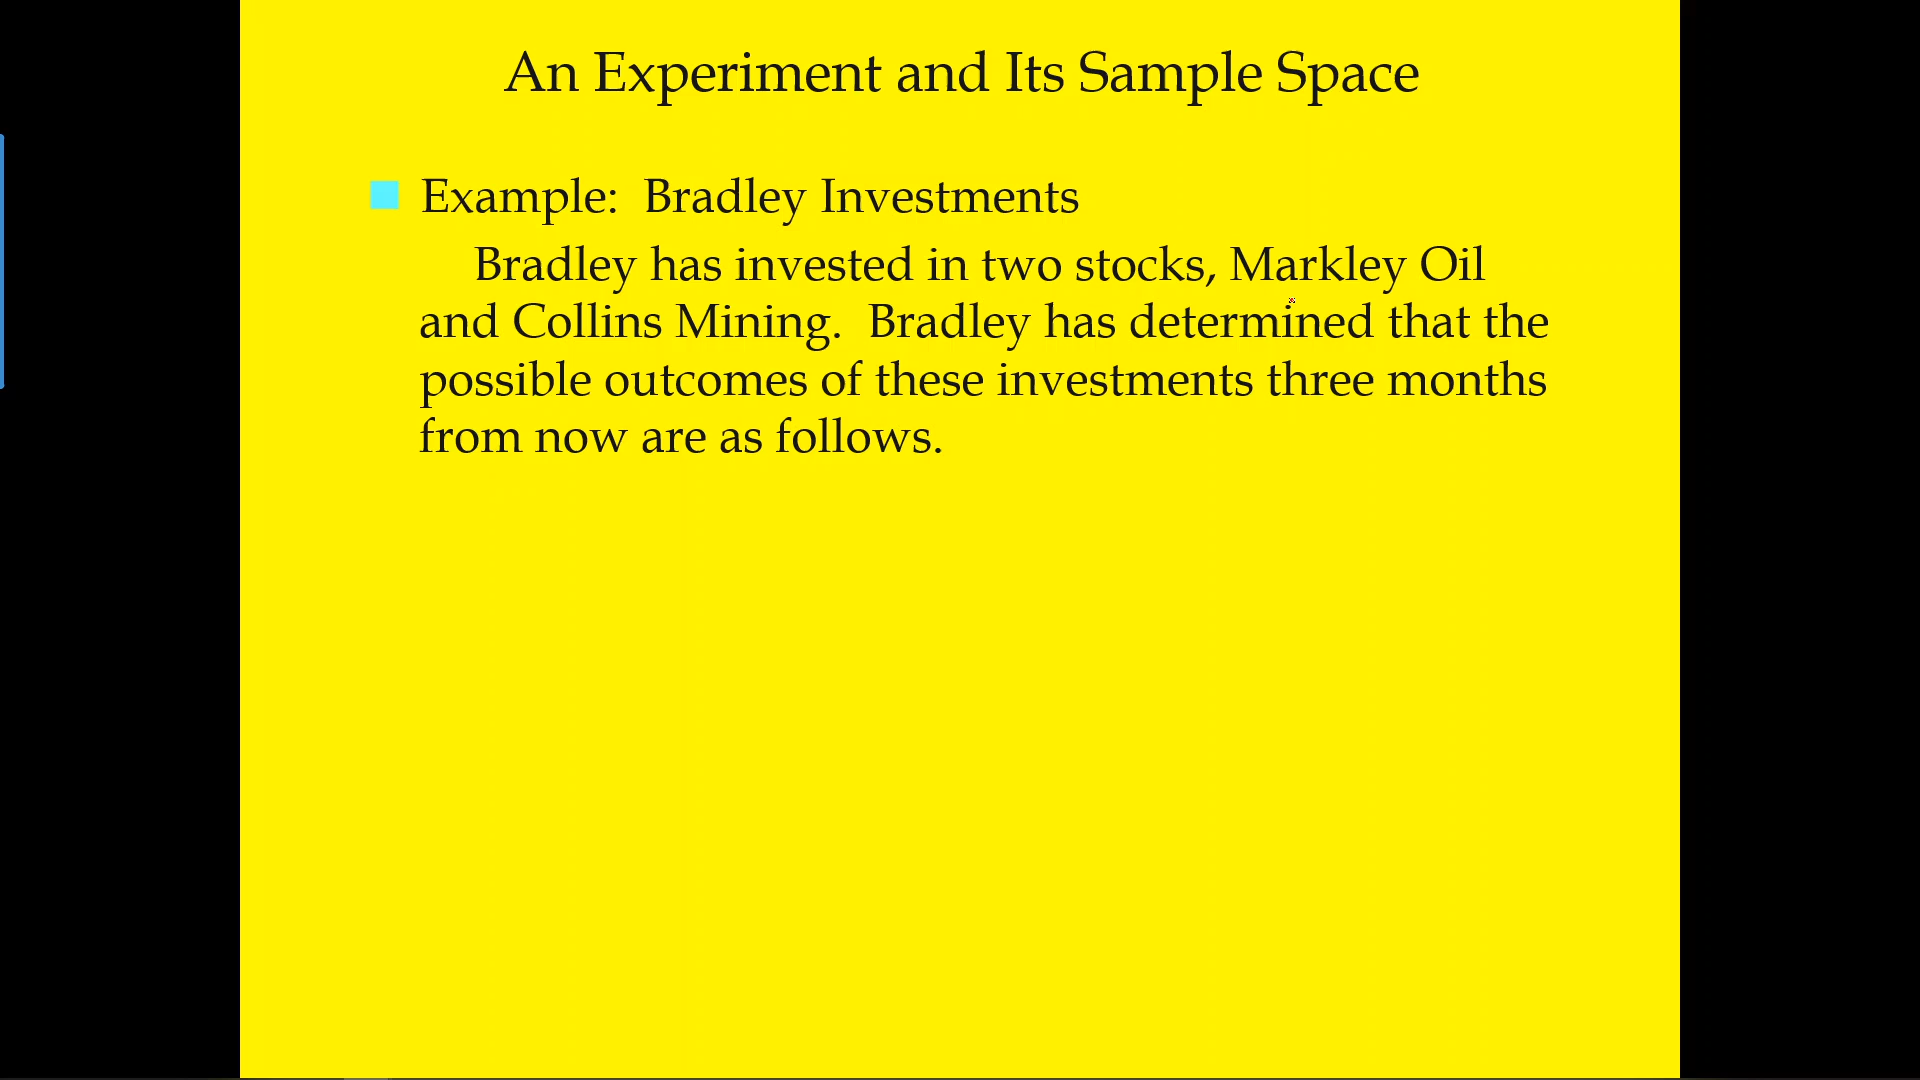 An Experiment and Its Sample Space
Example:  Bradley Investments
Bradley has invested in two stocks, Markley Oil
and Collins Mining.  Bradley has determined that the
possible outcomes of these investments three months
from now are as follows.